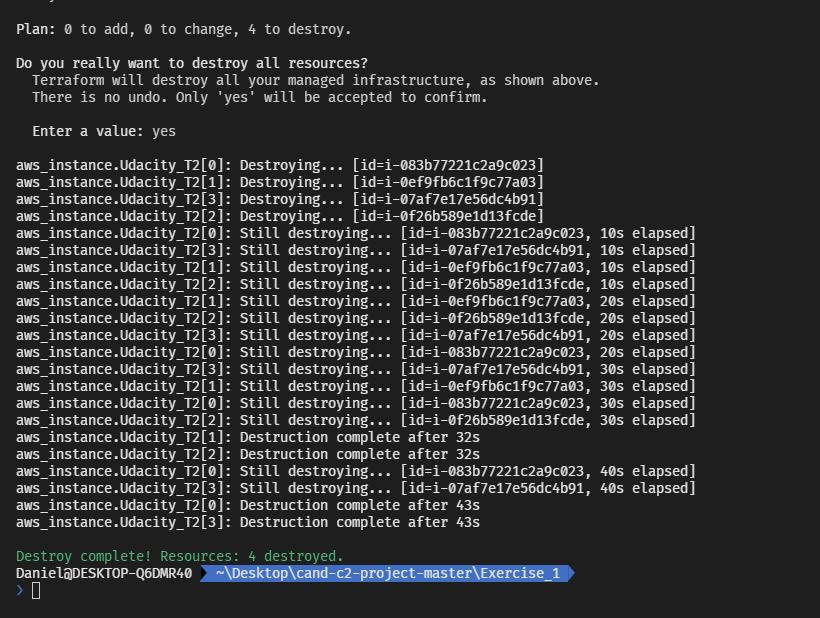 Plan: 0 to add, 0 to change, 4 to destroy.
Do you really want to destroy all resources?
Terraform will destroy all your managed infrastructure, as shown above.
There is no undo. Only 'yes' will be accepted to confirm.
Enter a value: yes
aws_instance.Udacity_T2[0]: Destroying... [id=i-083b77221c2a9c023]
aws_instance.Udacity_T2[1]: Destroying... [id=i-0ef9fb6c1f9c77a03]
aws_instance.Udacity_T2[3]: Destroying... [id=i-07af7e17e56dc4b91]
aws_instance.Udacity_T2[2]: Destroying... [id=i-0f26b589e1d13fcde]
aws_instance.Udacity_T2[0]: Still destroying... [id=i-083b77221c2a9c023, 10s elapsed]
aws_instance.Udacity_T2[3]: Still destroying... [id=i-07af7e17e56dc4b91, 10s elapsed]
aws_instance.Udacity_T2[1]: Still destroying... [id=i-0ef9fb6c1f9c77a03, 10s elapsed]
aws_instance.Udacity_T2[2]: Still destroying... [id=i-0f26b589e1d13fcde, 10s elapsed]
aws_instance.Udacity_T2[1]: Still destroying... [id=i-0ef9fb6c1f9c77a03, 20s elapsed]
aws_instance.Udacity_T2[2]: Still destroying... [id=i-0f26b589e1d13fcde, 20s elapsed]
aws_instance.Udacity_T2[3]: Still destroying... [id=i-07af7e17e56dc4b91, 20s elapsed]
aws_instance.Udacity_T2[0]: Still destroying... [id=i-083b77221c2a9c023, 20s elapsed]
aws_instance.Udacity_T2[3]: Still destroying... [id=i-07af7e17e56dc4b91, 30s elapsed]
aws_instance.Udacity_T2[1]: Still destroying... [id=i-0ef9fb6c1f9c77a03, 30s elapsed]
aws_instance.Udacity_T2[0]: Still destroying... [id=i-083b77221c2a9c023, 30s elapsed]
aws_instance.Udacity_T2[2]: Still destroying... [id=i-0f26b589e1d13fcde, 30s elapsed]
aws_instance.Udacity_T2[1]: Destruction complete after 32s
aws_instance.Udacity_T2[2]: Destruction complete after 32s
aws_instance.Udacity_T2[0]: Still destroying... [id=i-083b77221c2a9c023, 40s elapsed]
aws_instance.Udacity_T2[3]: Still destroying... [id=i-07af7e17e56dc4b91, 40s elapsed]
aws_instance.Udacity_T2[0]: Destruction complete after 43s
aws_instance.Udacity_T2[3]: Destruction complete after 43s
Destroy complete! Resources: 4 destroyed.
Daniel@DESKTOP-Q6DMR40 ~\Desktop\cand-c2-project-master\Exercise_1
❯